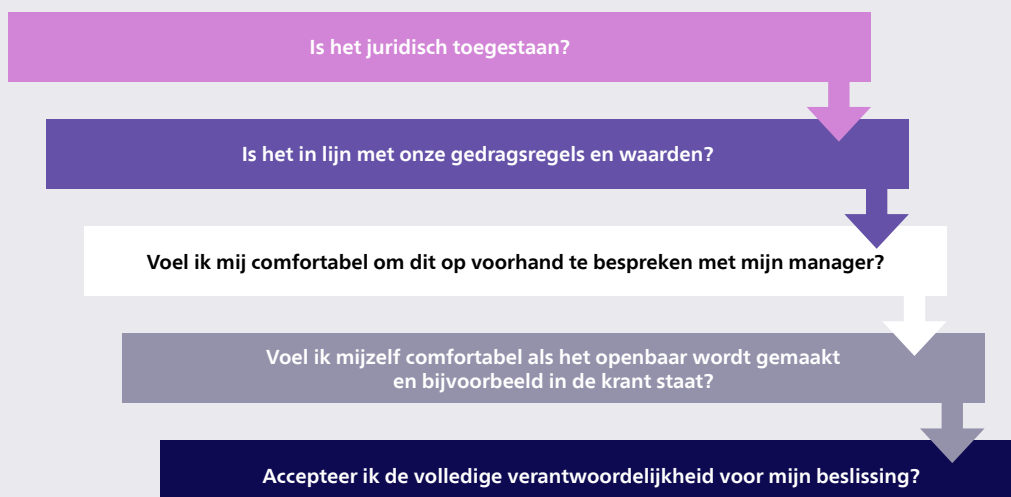 Is het juridisch toegestaan?
Is het in lijn met onze gedragsregels en waarden?
Voel ik mij comfortabel om dit op voorhand te bespreken met mijn manager?
Voel ik mijzelf comfortabel als het openbaar wordt gemaakt
en bijvoorbeeld in de krant staat?
Accepteer ik de volledige verantwoordelijkheid voor mijn beslissing?